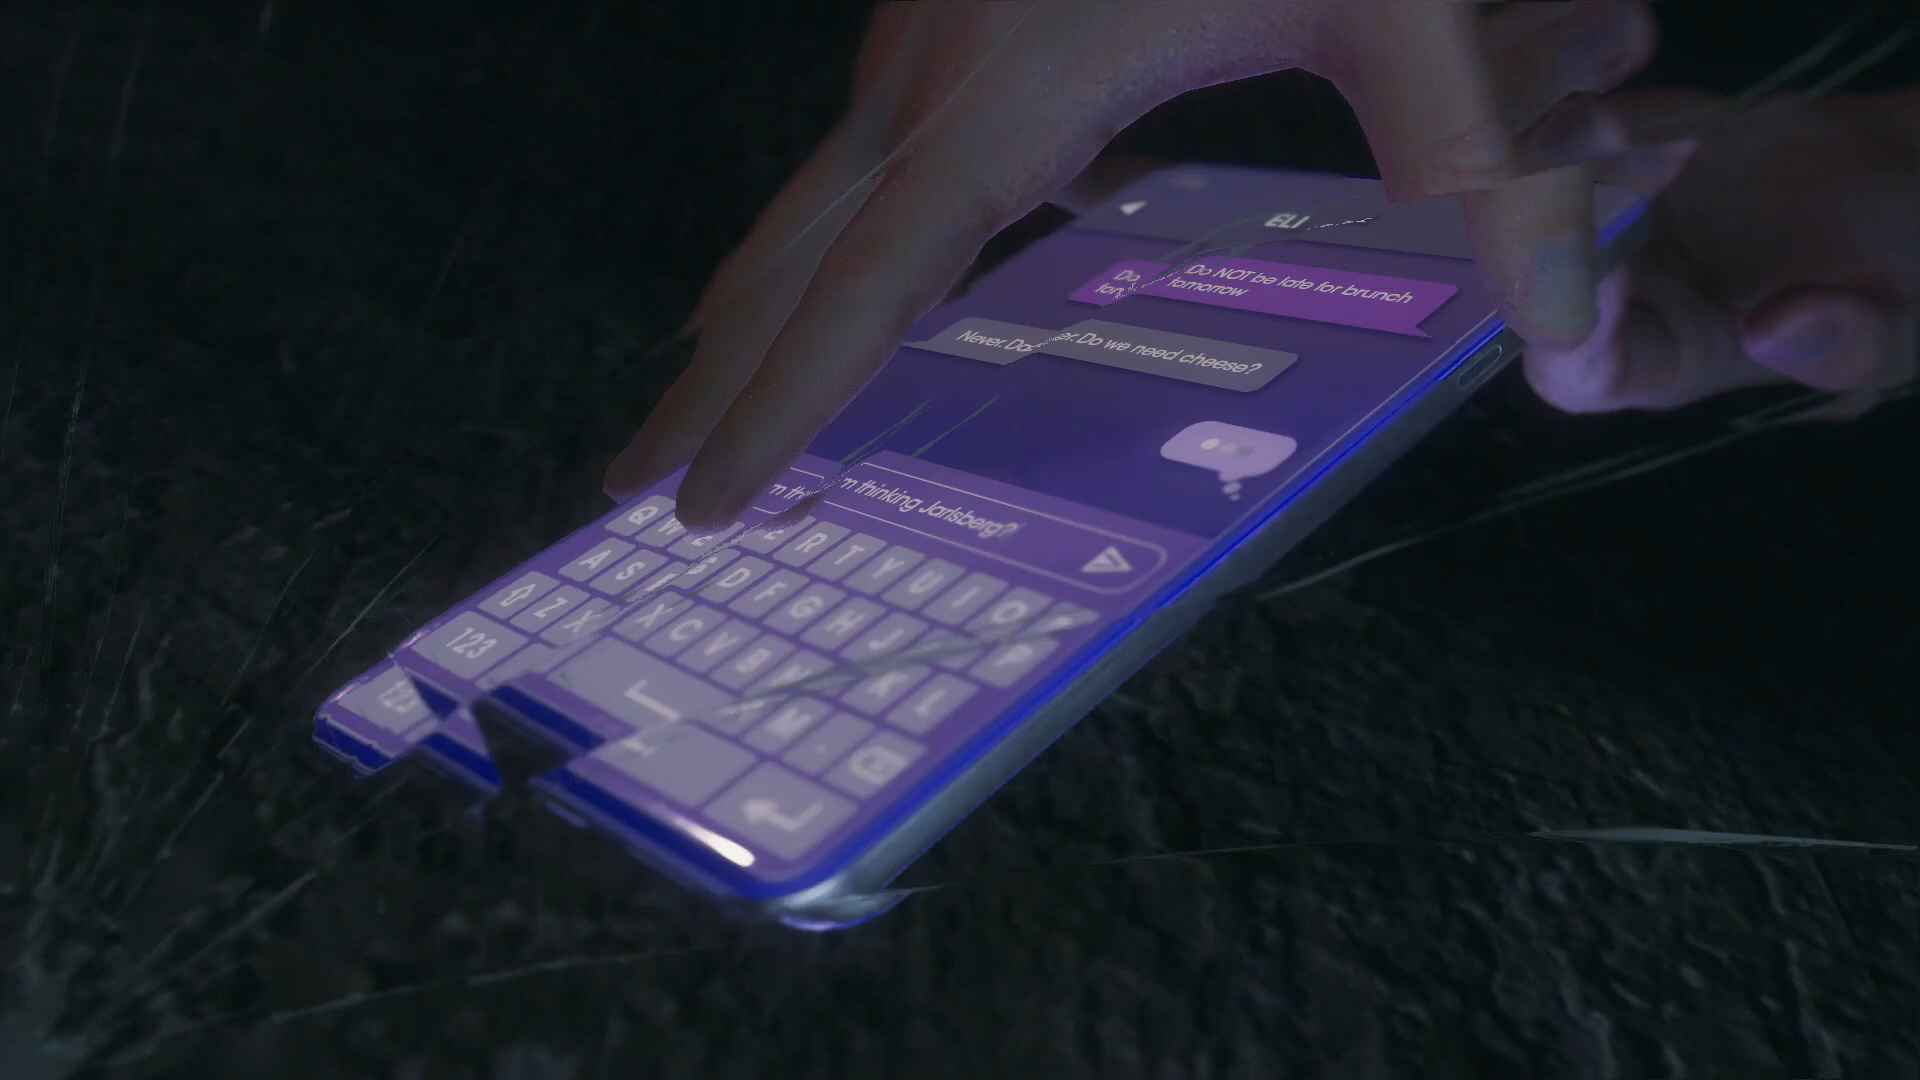 ELI
Do NOT be late for brunch
tomorrow
Never. Do we need cheese?
m thinking Jarlsberg?
Q W E R T Y U I O P
A S D F G H J K L
Z X C V B N M .
123